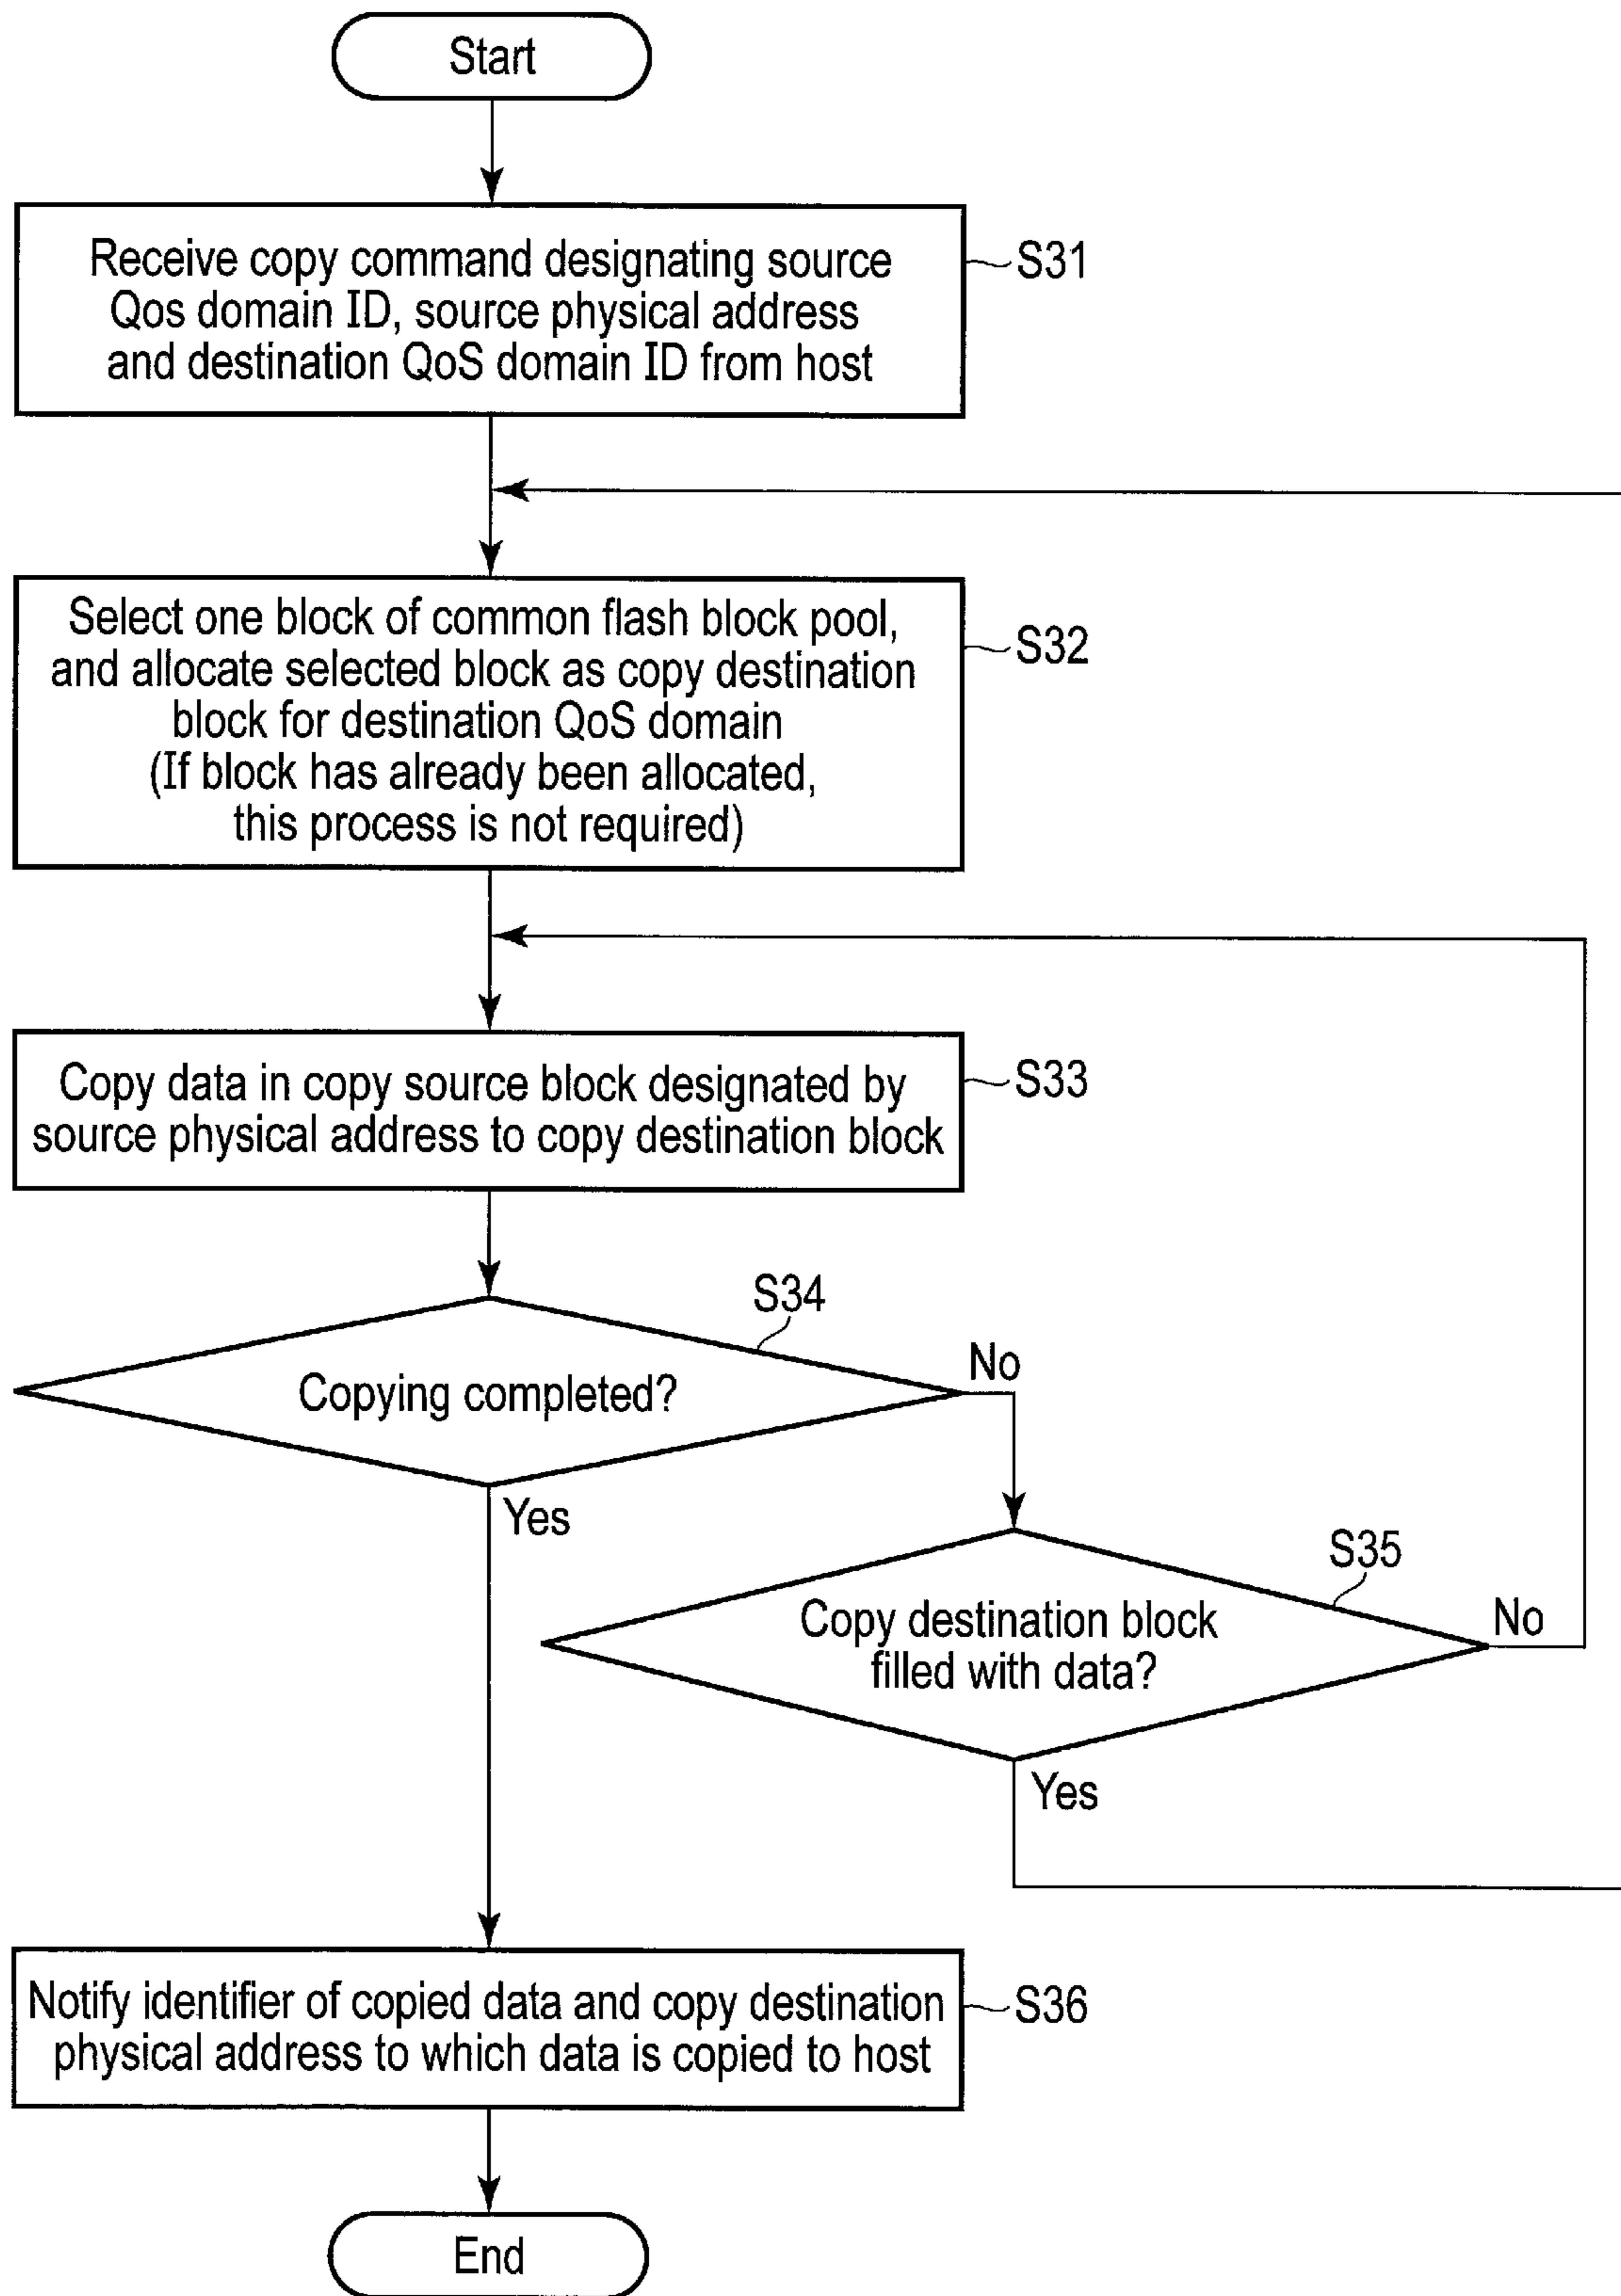 Start
Receive copy command designating source
Qos domain ID, source physical address
and destination QoS domain ID from host
S31
Select one block of common flash block pool,
and allocate selected block as copy destination
block for destination QoS domain
(If block has already been allocated,
this process is not required)
S32
Copy data in copy source block designated by
source physical address to copy destination block
S33
S34
Copying completed?
No
Yes
S35
Copy destination block
filled with data?
No
Yes
Notify identifier of copied data and copy destination
physical address to which data is copied to host
S36
End